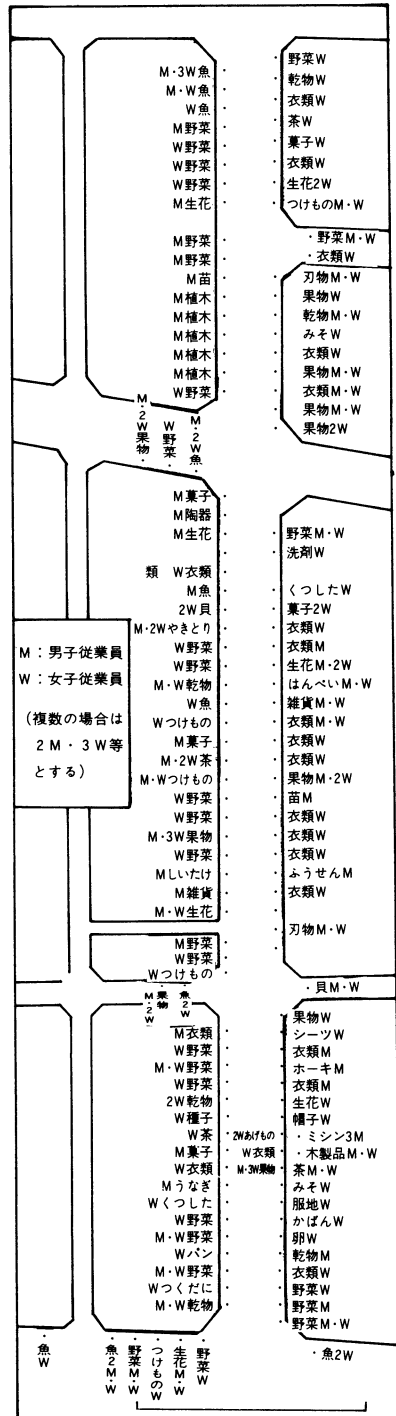 M・3W魚
M・W魚
W魚
M野菜
W野菜
W野菜
W野菜
M生花
M野菜
M野菜
M苗
M植木
M植木
M植木
M植木
M植木
W野菜
野菜W
乾物W
衣類W
茶W
菓子W
衣類W
生花2W
つけものM・W
・野菜M・W
・衣類W
刃物M・W
果物W
乾物M・W
みそW
衣類W
果物M・W
衣類M・W
果物M・W
果物2W
M・2W果物・
W野菜・
M・2W魚・
M菓子
M陶器
M生花
類 W衣類
M魚
2W貝
M・2Wやきとり
W野菜
W野菜
M・W乾物
W魚
Wつけもの
M菓子
M・2W茶
M・Wつけもの
W野菜
W野菜
M・3W果物
W野菜
Mしいたけ
M雑貨
M・W生花
M野菜
W野菜
Wつけもの
野菜M・W
洗剤W
くつしたW
菓子2W
衣類W
衣類M
生花M・2W
はんぺいM・W
雑貨M・W
衣類M・W
衣類W
衣類W
果物M・2W
苗M
衣類W
衣類W
衣類W
ふうせんM
衣類W
刃物M・W
・貝M・W
M：男子従業員
W：女子従業員
（複数の場合は
2M・3W等
とする）
・果物M・2W
・魚2W
M衣類
W野菜
M・W野菜
W野菜
2W乾物
W種子
W茶
M菓子
W衣類
Mうなぎ
Wくつした
W野菜
M・W野菜
Wパン
M・W野菜
Wつくだに
M・W乾物
2Wあげもの
W衣類
M・3W果物
果物W
シーツW
衣類M
ホーキM
衣類M
生花W
帽子W
・ミシン3M
・木製品M・W
茶M・W
みそW
服地W
かばんW
卵W
乾物M
衣類W
野菜W
野菜M
野菜M・W
・魚W
・魚2M・W
野菜M・W
・つけものW
・生花M・W
・野菜W
・魚2W